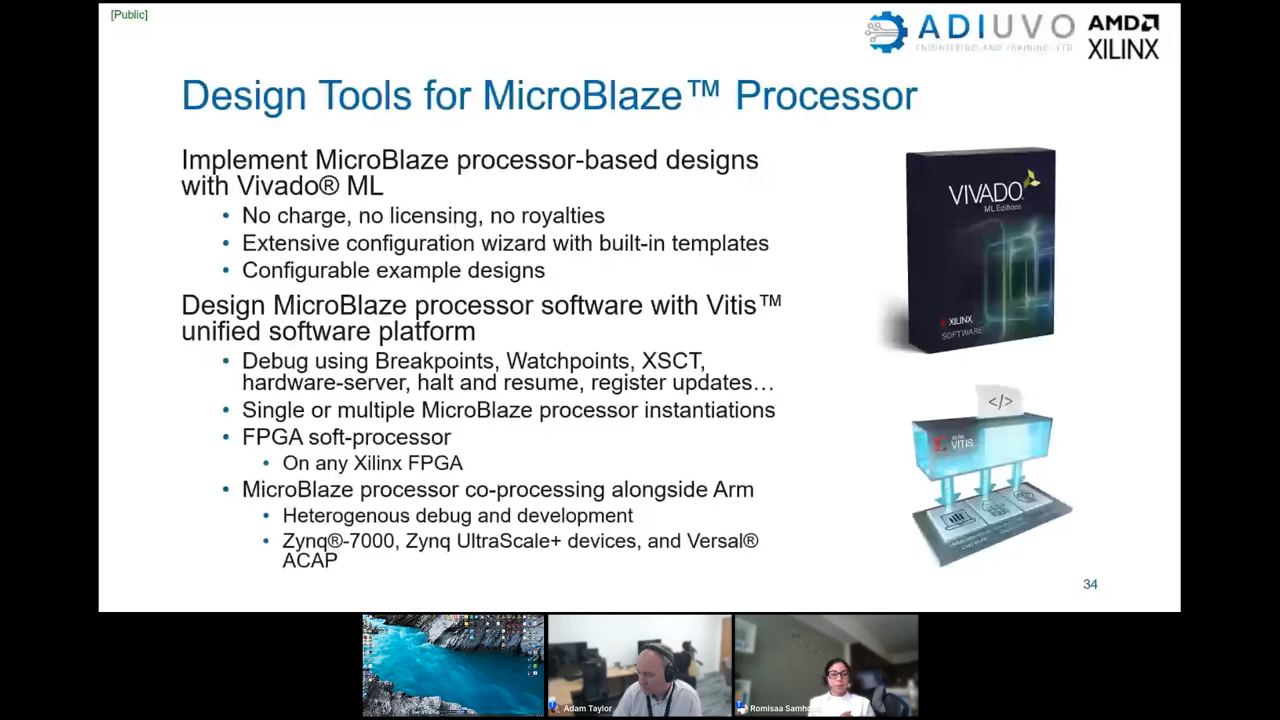 [Public]
ADIUVO
ENGINEERING AND TRAINING, LTD.
AMD
XILINX
Design Tools for MicroBlaze™ Processor
Implement MicroBlaze processor-based designs
with Vivado® ML
• No charge, no licensing, no royalties
• Extensive configuration wizard with built-in templates
• Configurable example designs
Design MicroBlaze processor software with Vitis™
unified software platform
• Debug using Breakpoints, Watchpoints, XSCT,
hardware-server, halt and resume, register updates…
• Single or multiple MicroBlaze processor instantiations
• FPGA soft-processor
• On any Xilinx FPGA
• MicroBlaze processor co-processing alongside Arm
• Heterogenous debug and development
• Zynq®-7000, Zynq UltraScale+ devices, and Versal®
ACAP
VIVADO
ML Editions
XILINX
SOFTWARE
</>
XILINX
VITIS
34
Adam Taylor
Romisaa